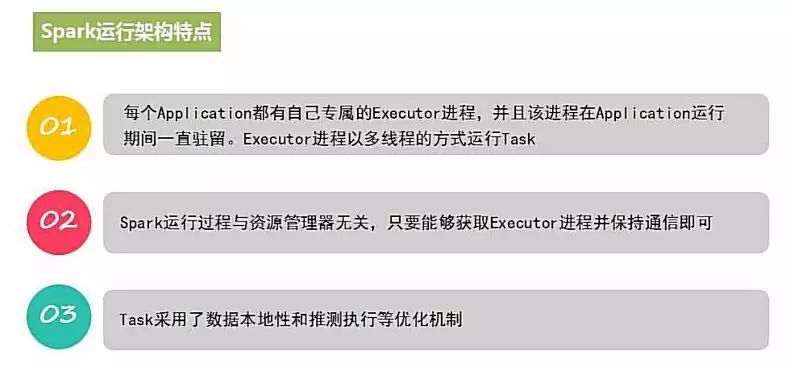 Spark运行架构特点
01
每个Application都有自己专属的Executor进程，并且该进程在Application运行
期间一直驻留。Executor进程以多线程的方式运行Task
02
Spark运行过程与资源管理器无关，只要能够获取Executor进程并保持通信即可
03
Task采用了数据本地性和推测执行等优化机制